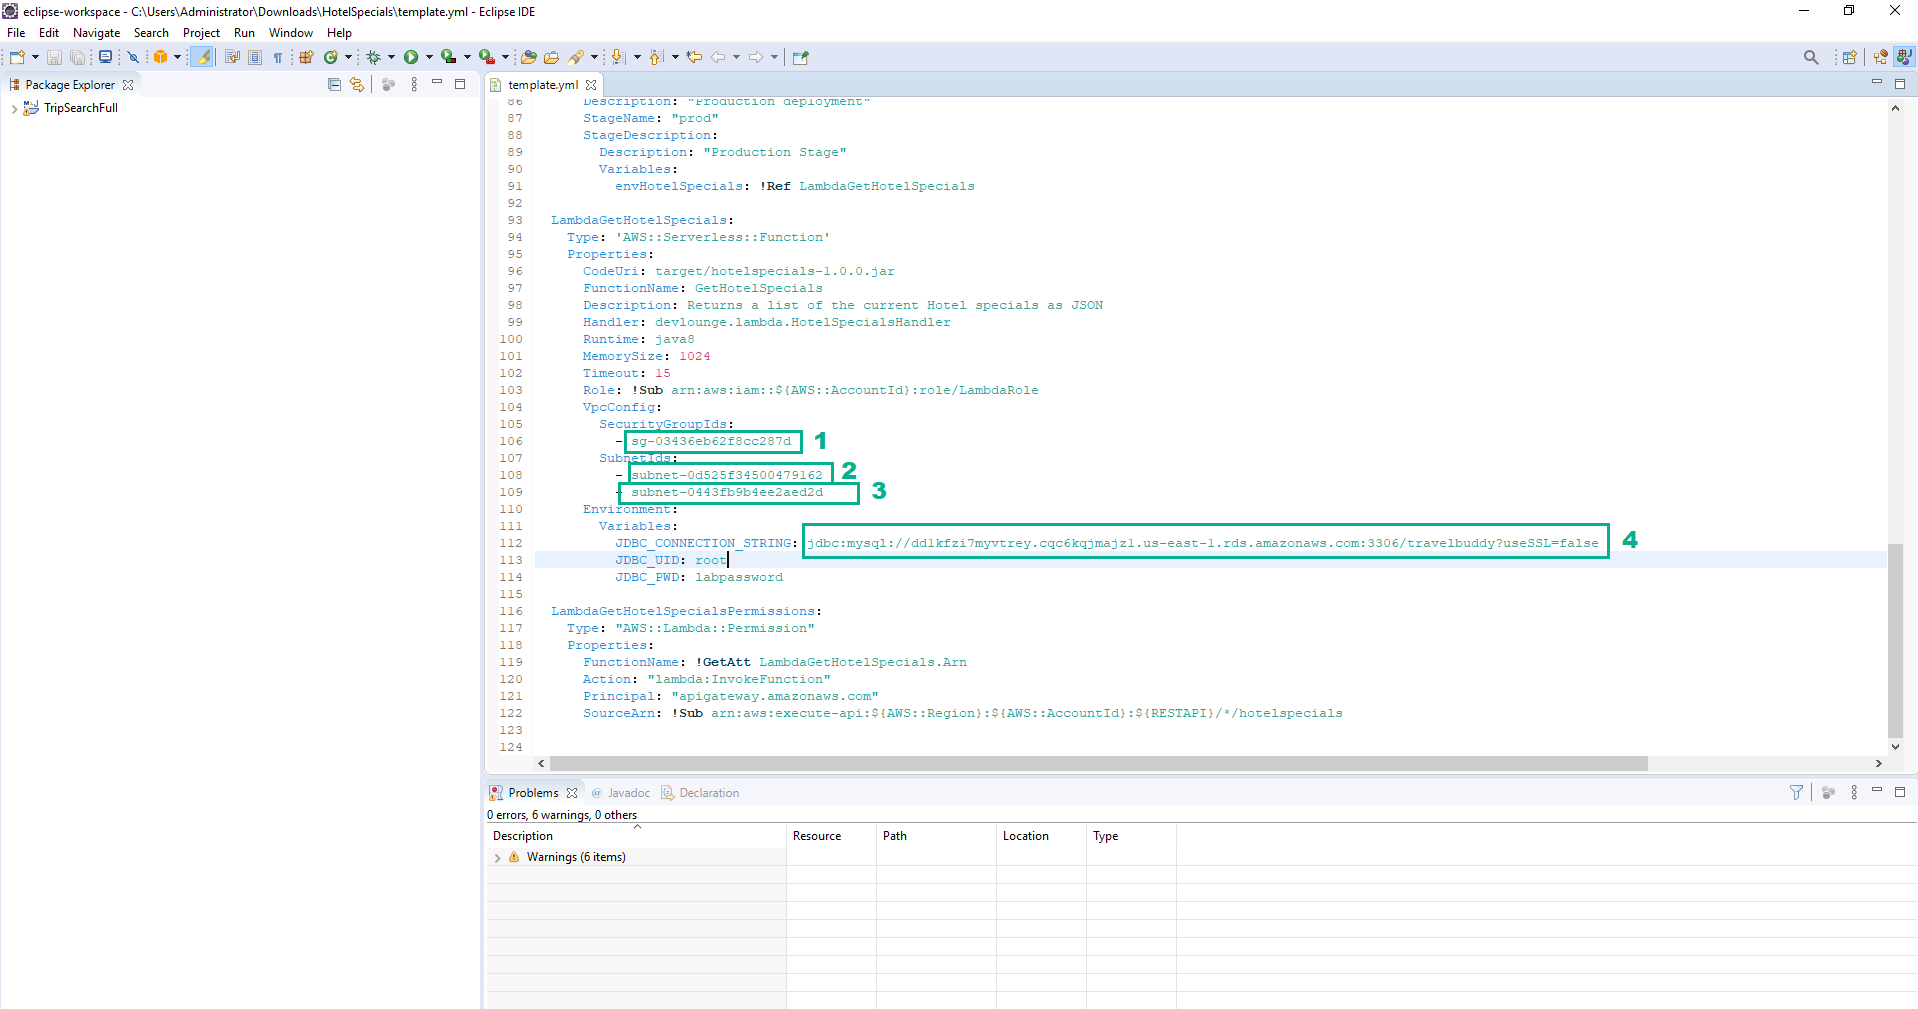 eclipse-workspace - C:\Users\Administrator\Downloads\HotelSpecials\template.yml - Eclipse IDE
File Edit Navigate Search Project Run Window Help
Package Explorer
TripSearchFull
template.yml
86 Description: "Production deployment"
87 StageName: "prod"
88 StageDescription:
89 Description: "Production Stage"
90 Variables:
91 envHotelSpecials: !Ref LambdaGetHotelSpecials
92
93 LambdaGetHotelSpecials:
94 Type: 'AWS::Serverless::Function'
95 Properties:
96 CodeUri: target/hotelspecials-1.0.0.jar
97 FunctionName: GetHotelSpecials
98 Description: Returns a list of the current Hotel specials as JSON
99 Handler: devlounge.lambda.HotelSpecialsHandler
100 Runtime: java8
101 MemorySize: 1024
102 Timeout: 15
103 Role: !Sub arn:aws:iam::${AWS::AccountId}:role/LambdaRole
104 VpcConfig:
105 SecurityGroupIds:
106 - sg-03436eb62f8cc287d 1
107 SubnetIds:
108 - subnet-0d525f34500479162 2
109 - subnet-0443fb9b4ee2aed2d 3
110 Environment:
111 Variables:
112 JDBC_CONNECTION_STRING: jdbc:mysql://dd1kfzi7myvtrey.cqc6kqjmajzl.us-east-1.rds.amazonaws.com:3306/travelbuddy?useSSL=false 4
113 JDBC_UID: root
114 JDBC_PWD: labpassword
115
116 LambdaGetHotelSpecialsPermissions:
117 Type: "AWS::Lambda::Permission"
118 Properties:
119 FunctionName: !GetAtt LambdaGetHotelSpecials.Arn
120 Action: "lambda:InvokeFunction"
121 Principal: "apigateway.amazonaws.com"
122 SourceArn: !Sub arn:aws:execute-api:${AWS::Region}:${AWS::AccountId}:${RESTAPI}/*/hotelspecials
123
124
Problems @ Javadoc Declaration
0 errors, 6 warnings, 0 others
Description Resource Path Location Type
Warnings (6 items)